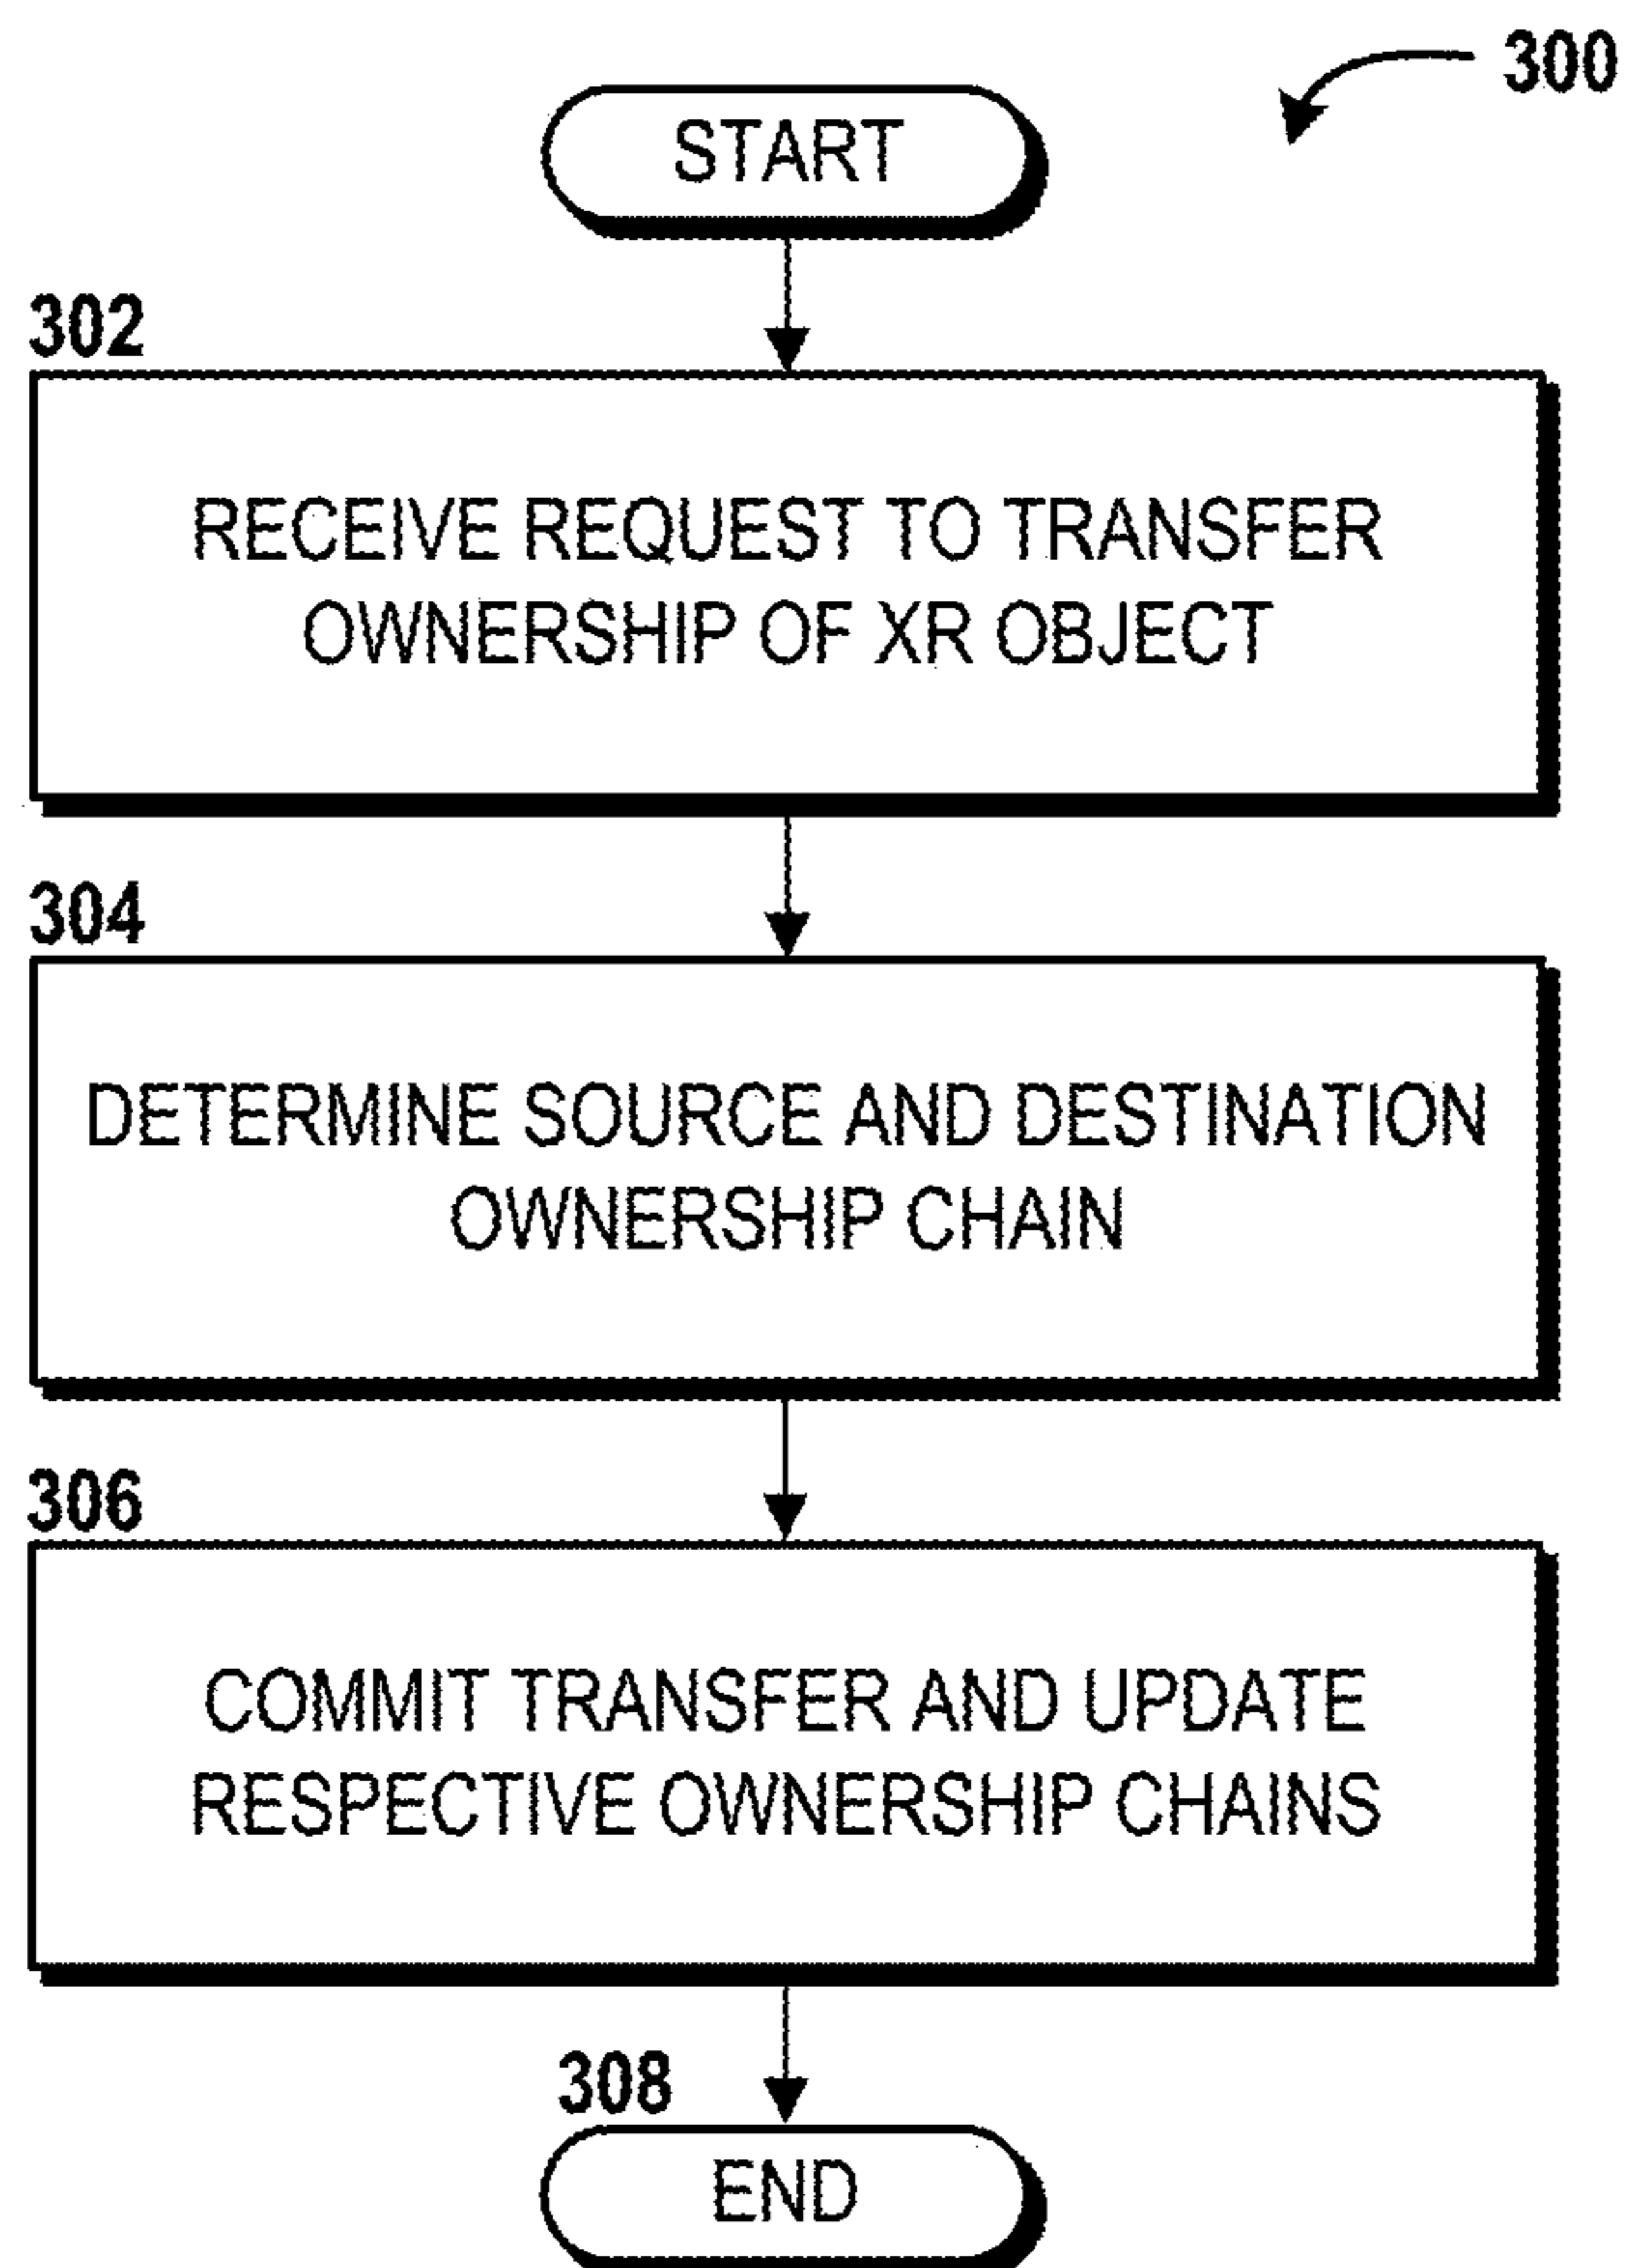 300
START
302
RECEIVE REQUEST TO TRANSFER
OWNERSHIP OF XR OBJECT
304
DETERMINE SOURCE AND DESTINATION
OWNERSHIP CHAIN
306
COMMIT TRANSFER AND UPDATE
RESPECTIVE OWNERSHIP CHAINS
308
END